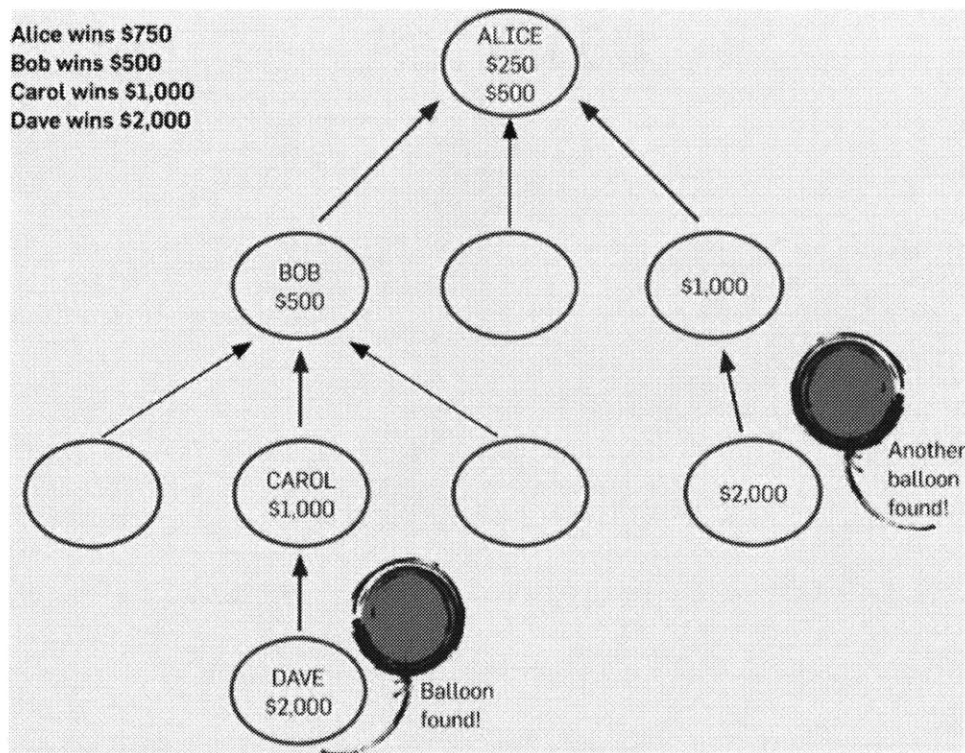 Alice wins $750
Bob wins $500
Carol wins $1,000
Dave wins $2,000
ALICE
$250
$500
BOB
$500
$1,000
CAROL
$1,000
$2,000
Another
balloon
found!
DAVE
$2,000
Balloon
found!